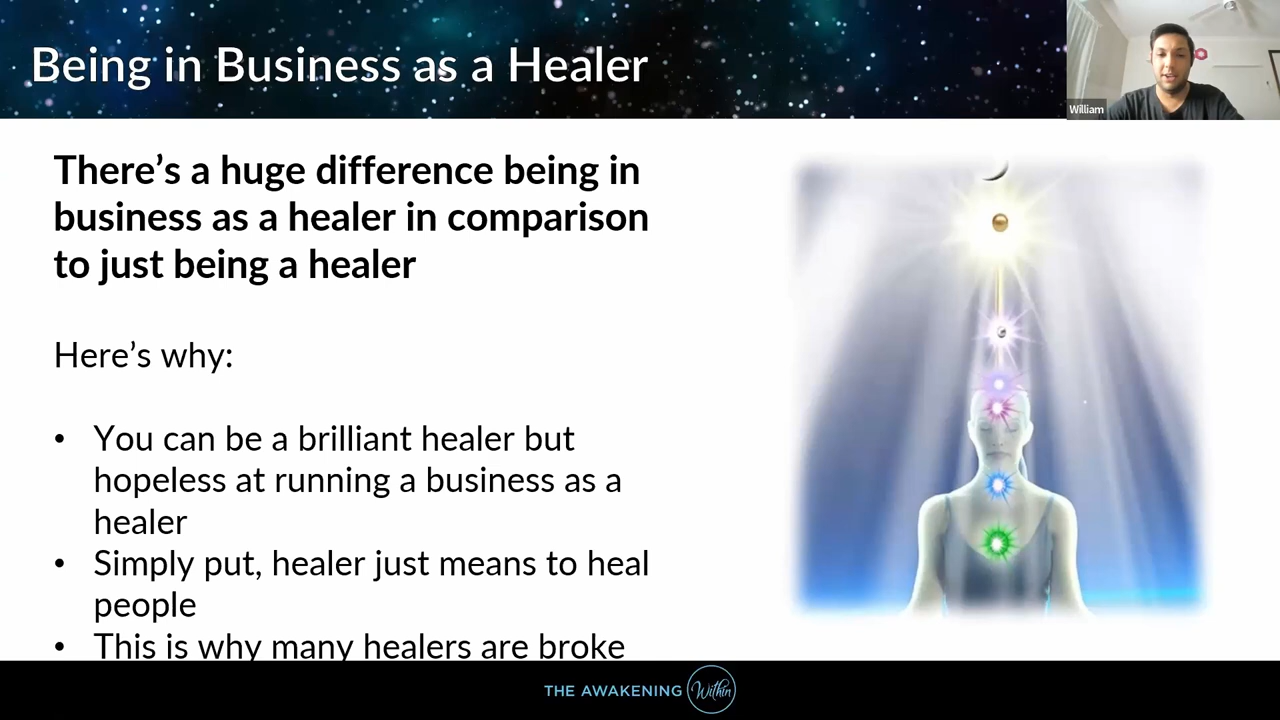 Being in Business as a Healer
William
There’s a huge difference being in
business as a healer in comparison
to just being a healer
Here’s why:
• You can be a brilliant healer but
hopeless at running a business as a
healer
• Simply put, healer just means to heal
people
• This is why many healers are broke
THE AWAKENING Within